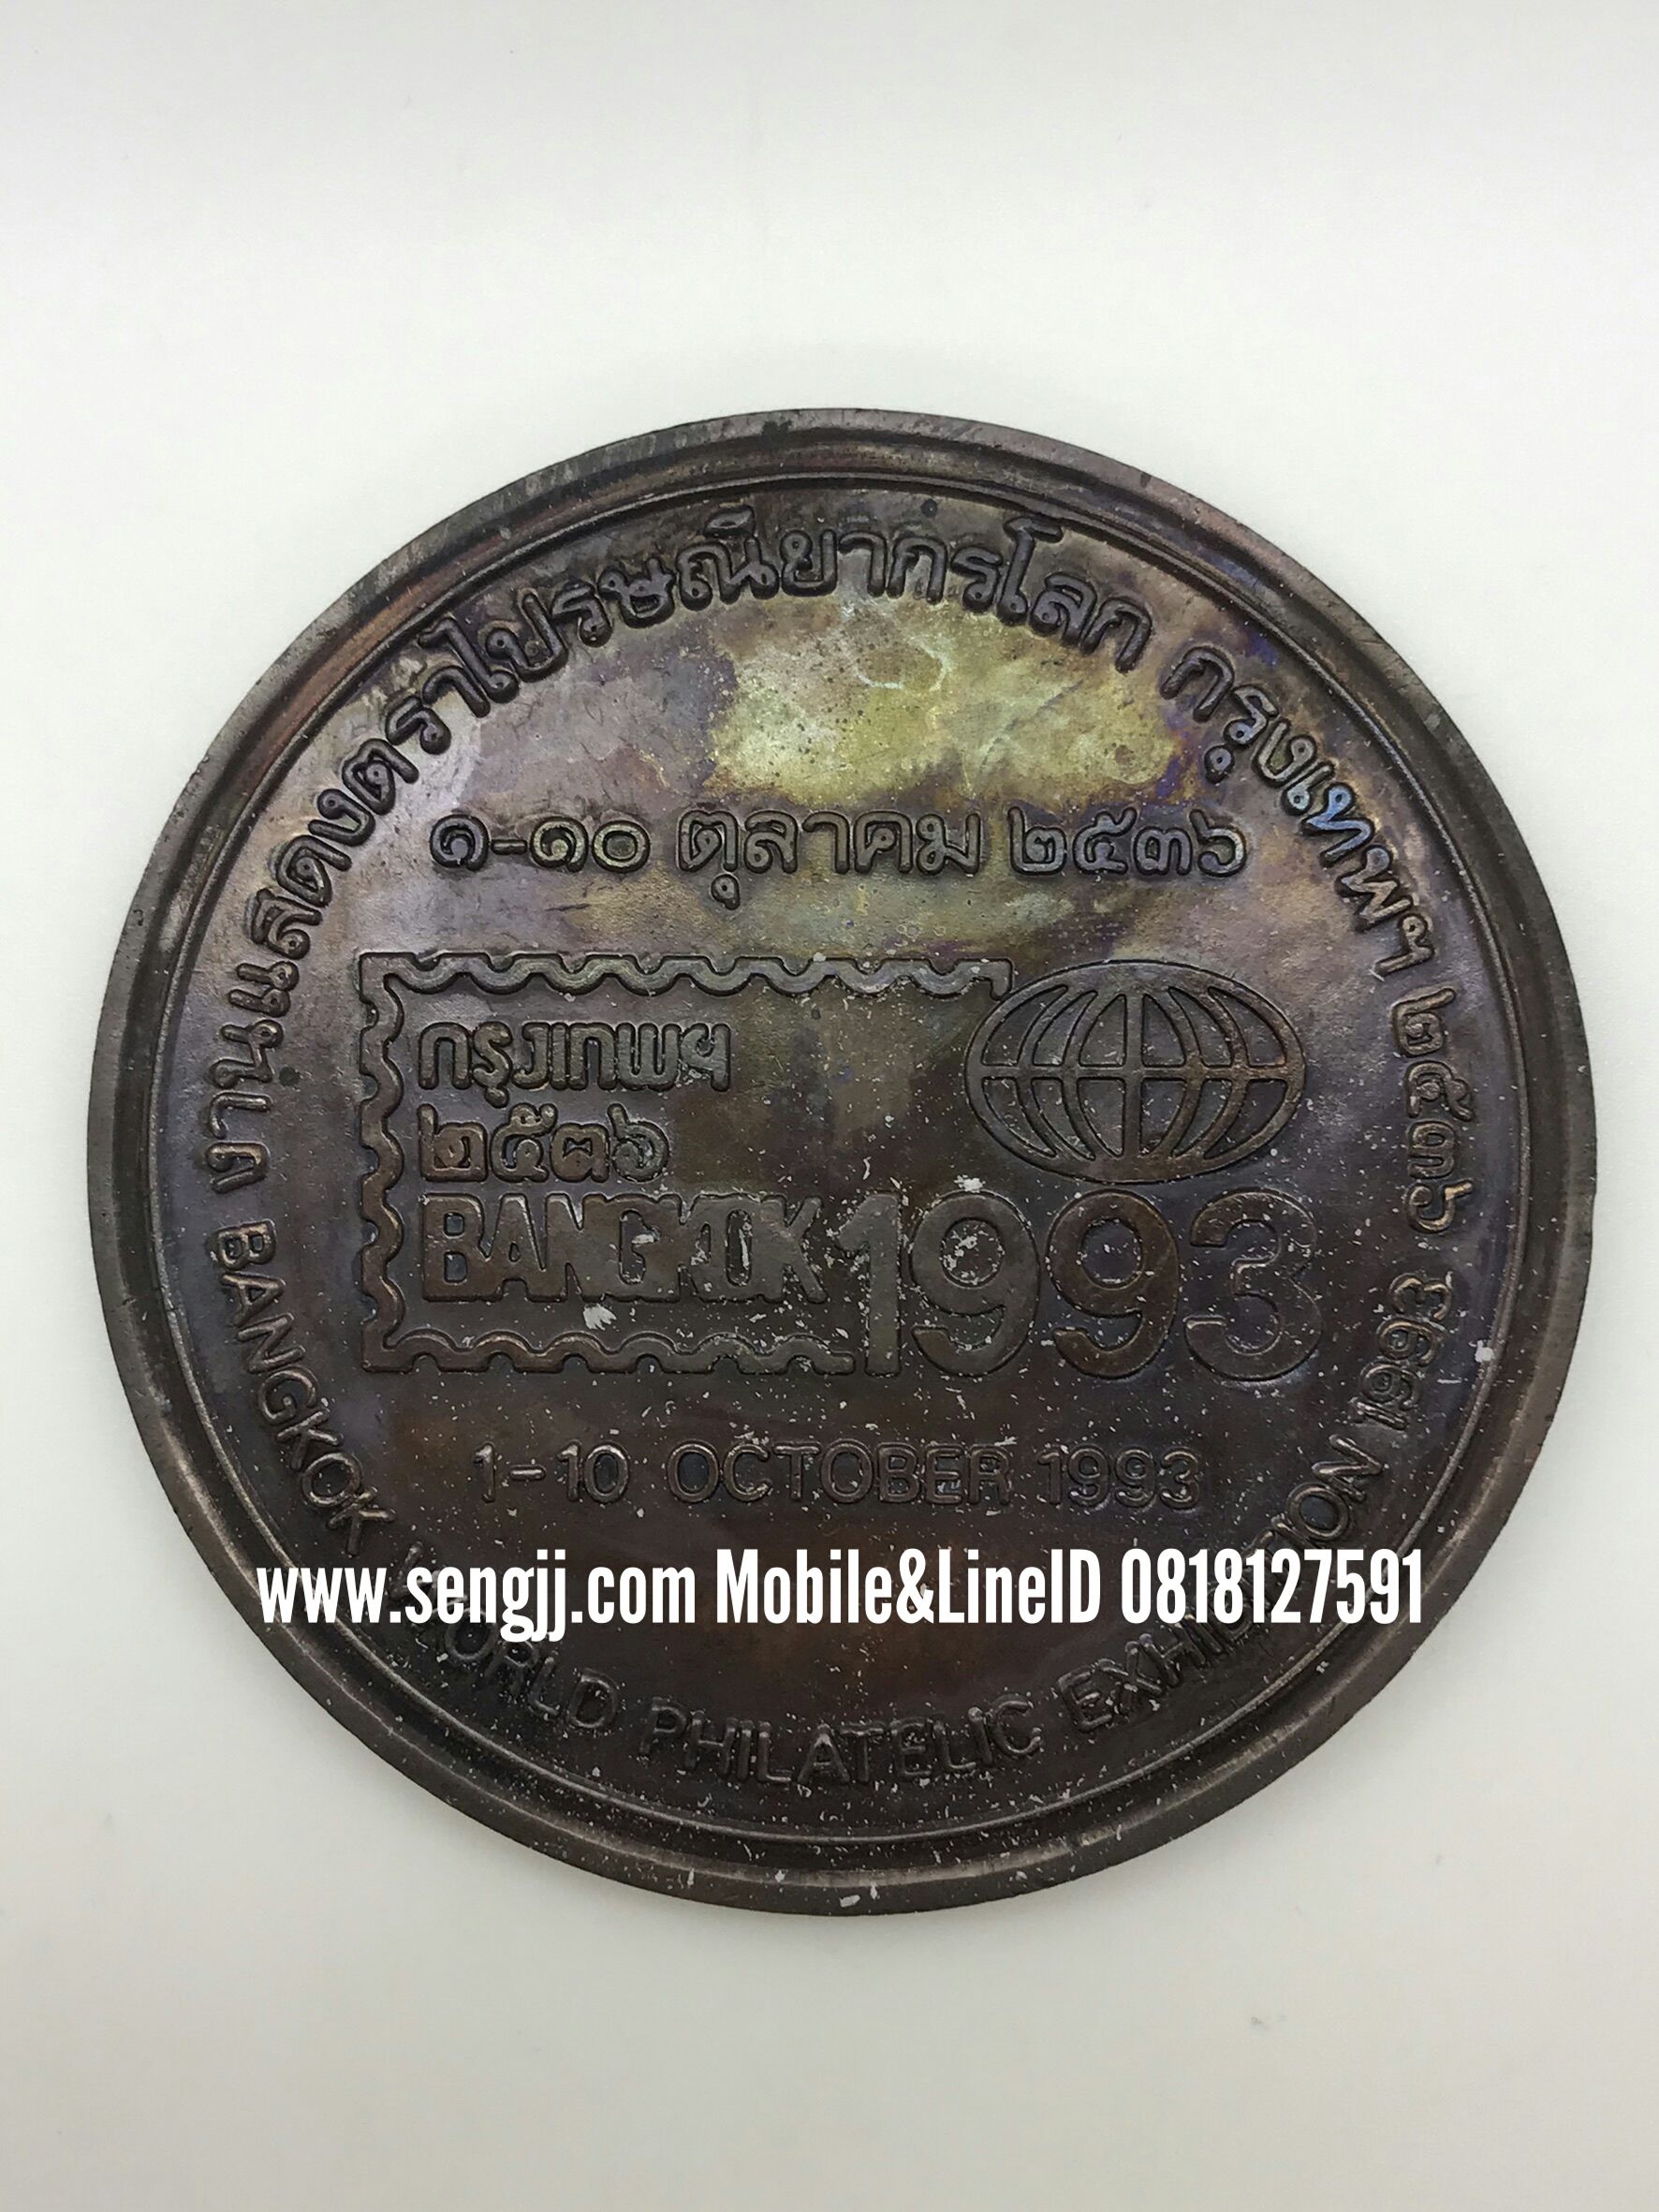 งานแสดงตราไปรษณียากรโลก กรุงเทพฯ ๒๕๓๖
๑-๑๐ ตุลาคม ๒๕๓๖
กรุงเทพฯ
๒๕๓๖
BANGKOK 1993
1-10 OCTOBER 1993
www.sengjj.com Mobile&LineID 0818127591
BANGKOK WORLD PHILATELIC EXHIBITION 1993